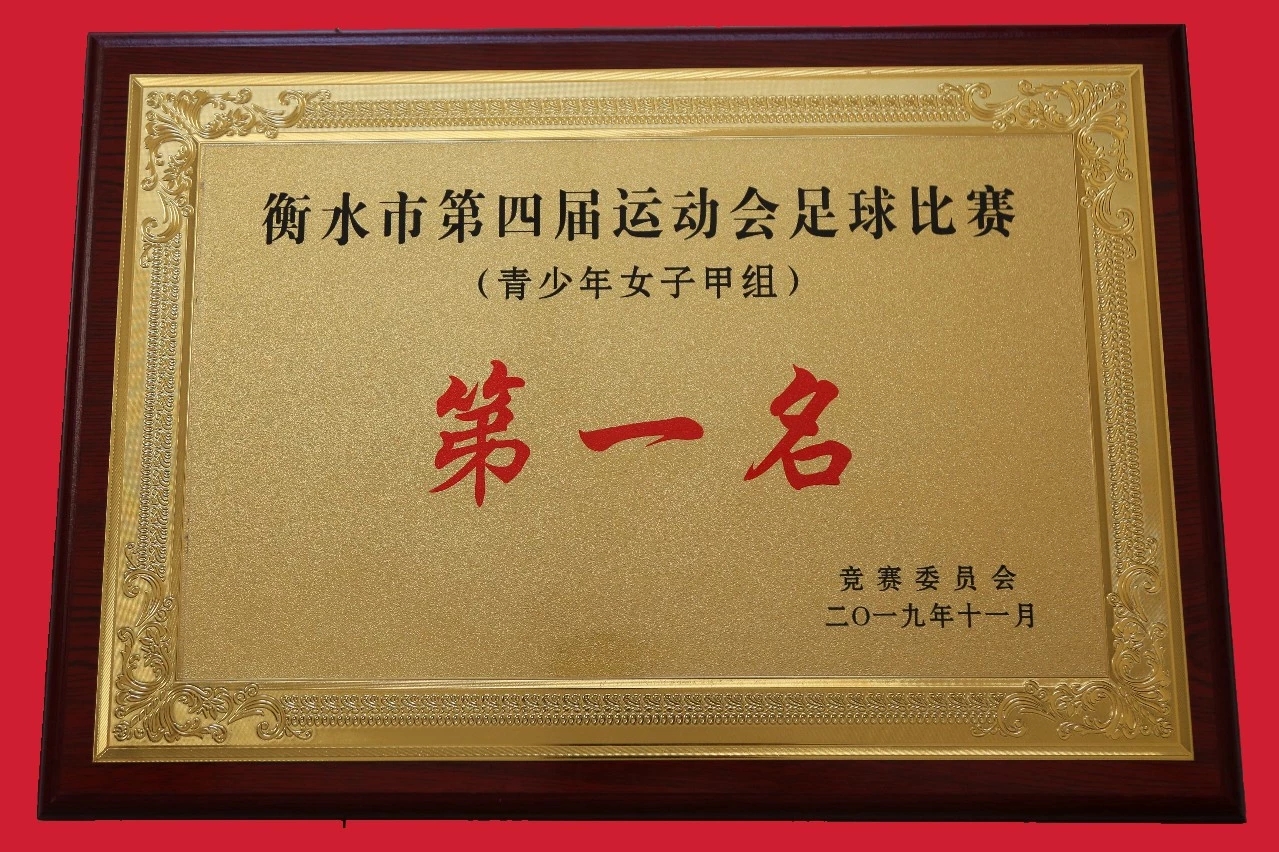 衡水市第四届运动会足球比赛
（青少年女子甲组）
第一名
竞赛委员会
二〇一九年十一月